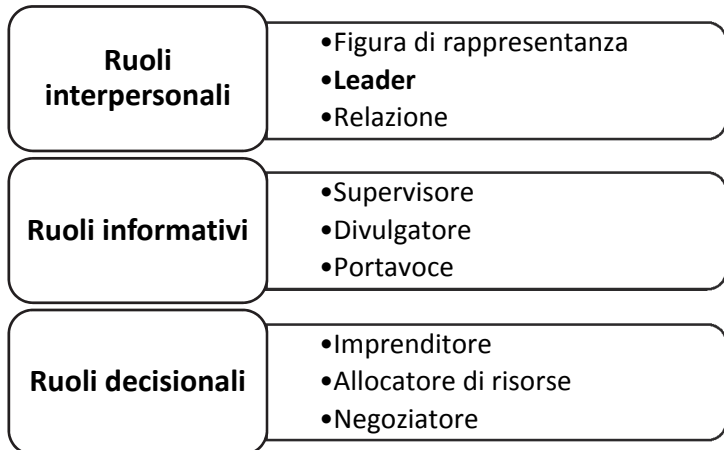 Ruoli
interpersonali
•Figura di rappresentanza
•Leader
•Relazione
Ruoli informativi
•Supervisore
•Divulgatore
•Portavoce
Ruoli decisionali
•Imprenditore
•Allocatore di risorse
•Negoziatore